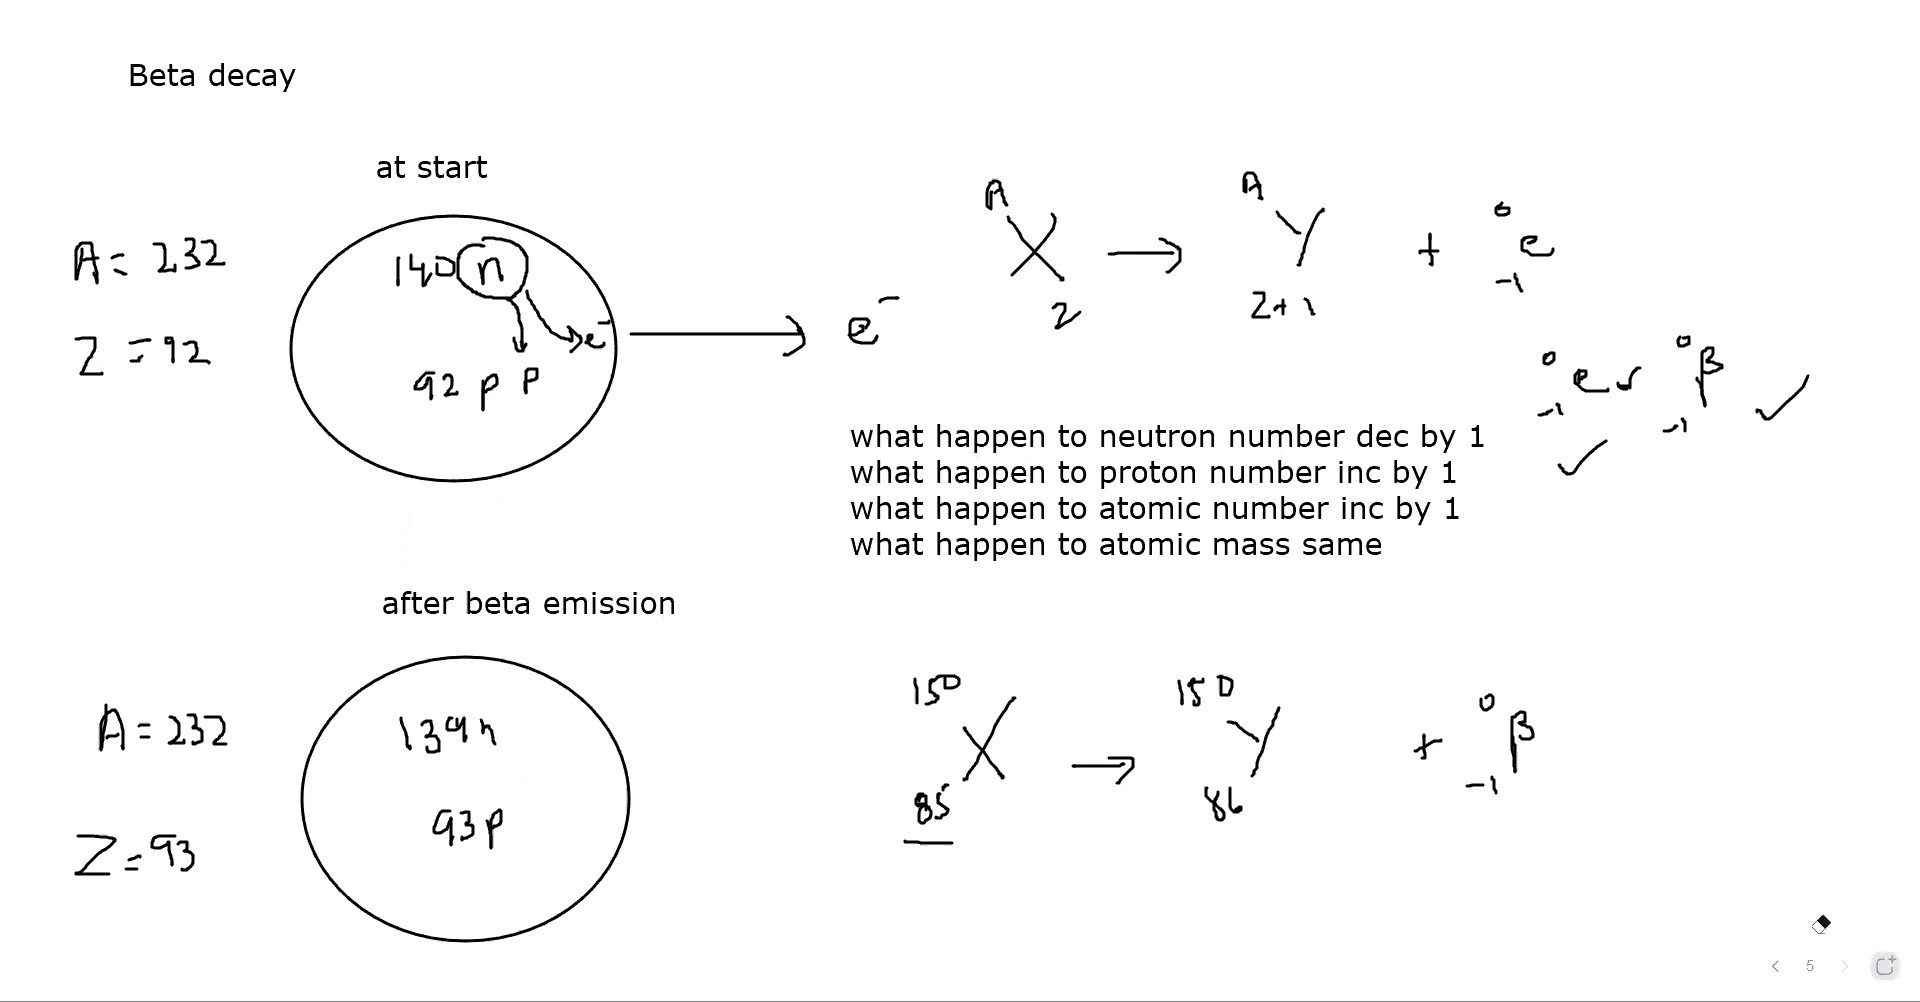 Beta decay
at start
A = 232
Z = 92
140 n
e⁻
92 p p
e⁻
A X Z → A Y Z+1 + 0 e -1
0 e -1 or 0 β -1 ✓
✓
what happen to neutron number dec by 1
what happen to proton number inc by 1
what happen to atomic number inc by 1
what happen to atomic mass same
after beta emission
A = 232
Z = 93
139 n
93 p
150 X 85 → 150 Y 86 + 0 β -1
5